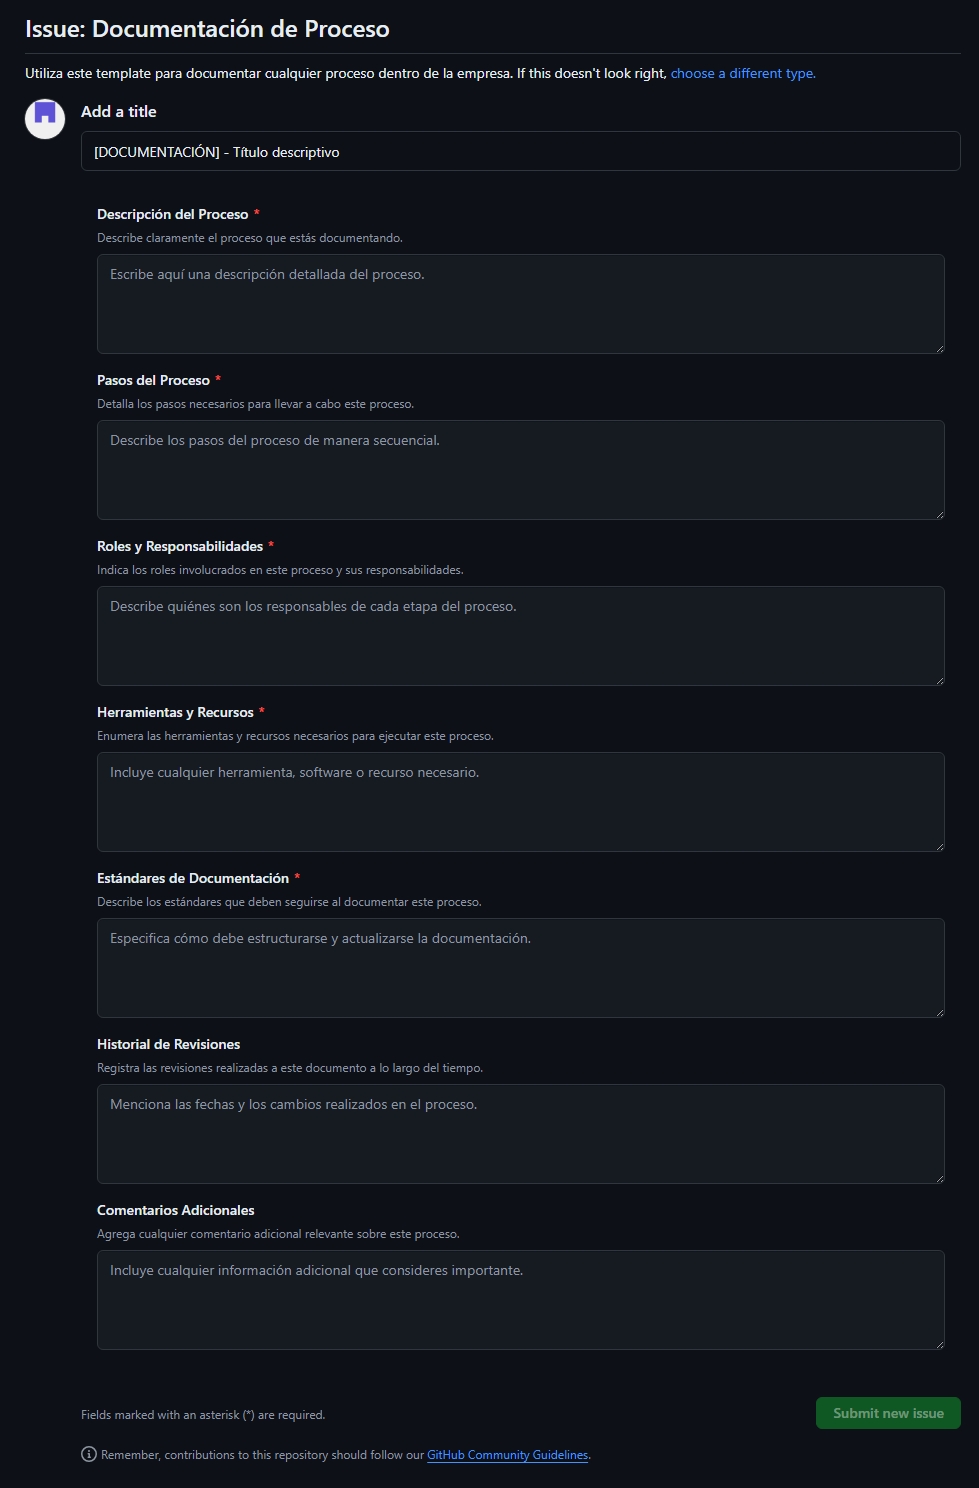 Issue: Documentación de Proceso
Utiliza este template para documentar cualquier proceso dentro de la empresa. If this doesn't look right, choose a different type.
Add a title
[DOCUMENTACIÓN] - Título descriptivo
Descripción del Proceso *
Describe claramente el proceso que estás documentando.
Escribe aquí una descripción detallada del proceso.
Pasos del Proceso *
Detalla los pasos necesarios para llevar a cabo este proceso.
Describe los pasos del proceso de manera secuencial.
Roles y Responsabilidades *
Indica los roles involucrados en este proceso y sus responsabilidades.
Describe quiénes son los responsables de cada etapa del proceso.
Herramientas y Recursos *
Enumera las herramientas y recursos necesarios para ejecutar este proceso.
Incluye cualquier herramienta, software o recurso necesario.
Estándares de Documentación *
Describe los estándares que deben seguirse al documentar este proceso.
Especifica cómo debe estructurarse y actualizarse la documentación.
Historial de Revisiones
Registra las revisiones realizadas a este documento a lo largo del tiempo.
Menciona las fechas y los cambios realizados en el proceso.
Comentarios Adicionales
Agrega cualquier comentario adicional relevante sobre este proceso.
Incluye cualquier información adicional que consideres importante.
Fields marked with an asterisk (*) are required.
Submit new issue
Remember, contributions to this repository should follow our GitHub Community Guidelines.